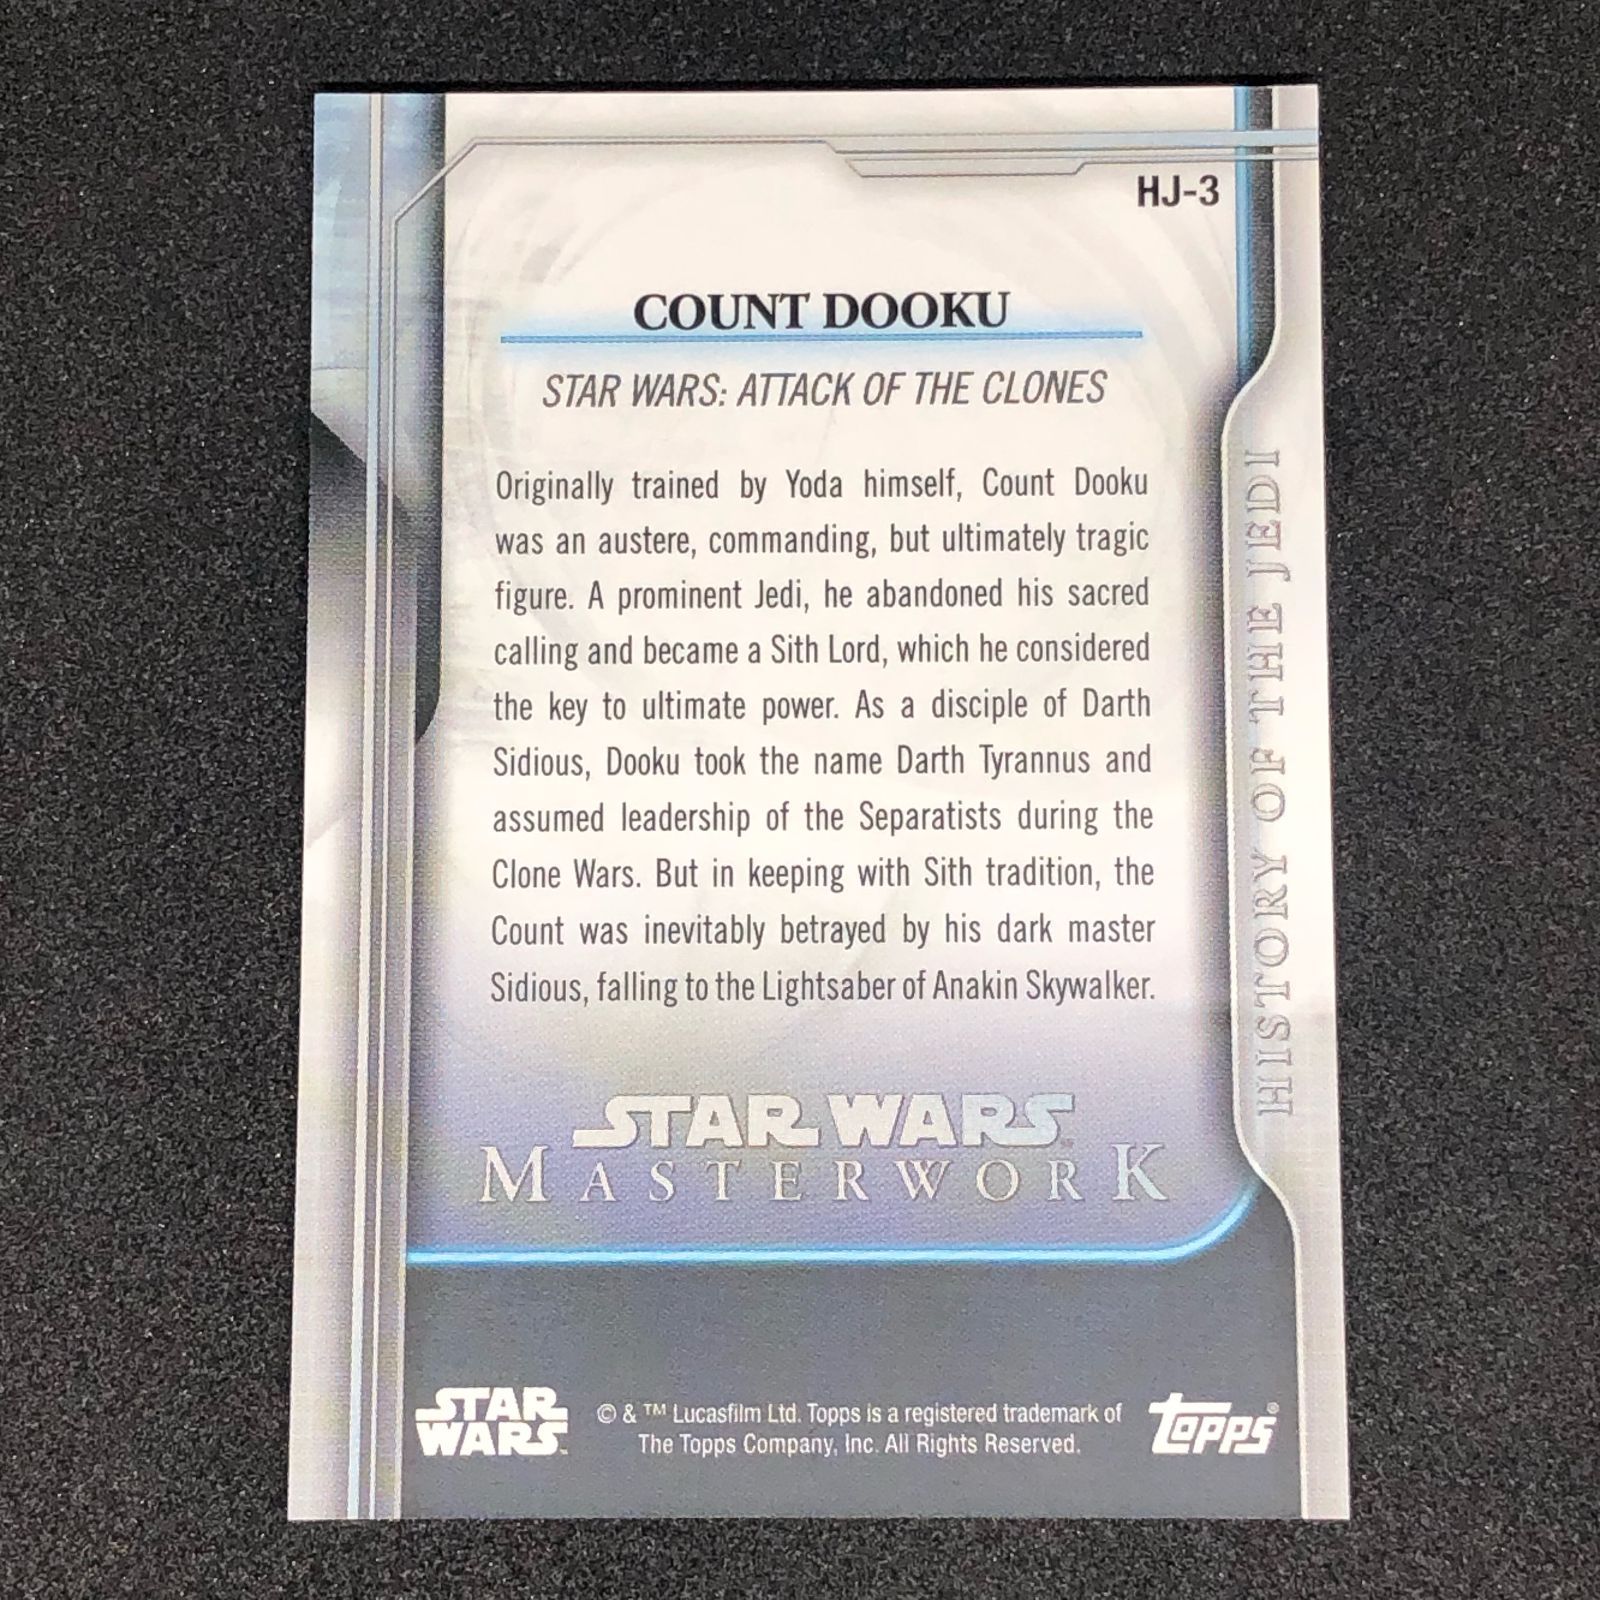 HJ-3
COUNT DOOKU
STAR WARS: ATTACK OF THE CLONES
Originally trained by Yoda himself, Count Dooku
was an austere, commanding, but ultimately tragic
figure. A prominent Jedi, he abandoned his sacred
calling and became a Sith Lord, which he considered
the key to ultimate power. As a disciple of Darth
Sidious, Dooku took the name Darth Tyrannus and
assumed leadership of the Separatists during the
Clone Wars. But in keeping with Sith tradition, the
Count was inevitably betrayed by his dark master
Sidious, falling to the Lightsaber of Anakin Skywalker.
HISTORY OF THE JEDI
STAR WARS™
MASTERWORK
STAR
WARS™
© & ™ Lucasfilm Ltd. Topps is a registered trademark of
The Topps Company, Inc. All Rights Reserved.
Topps®